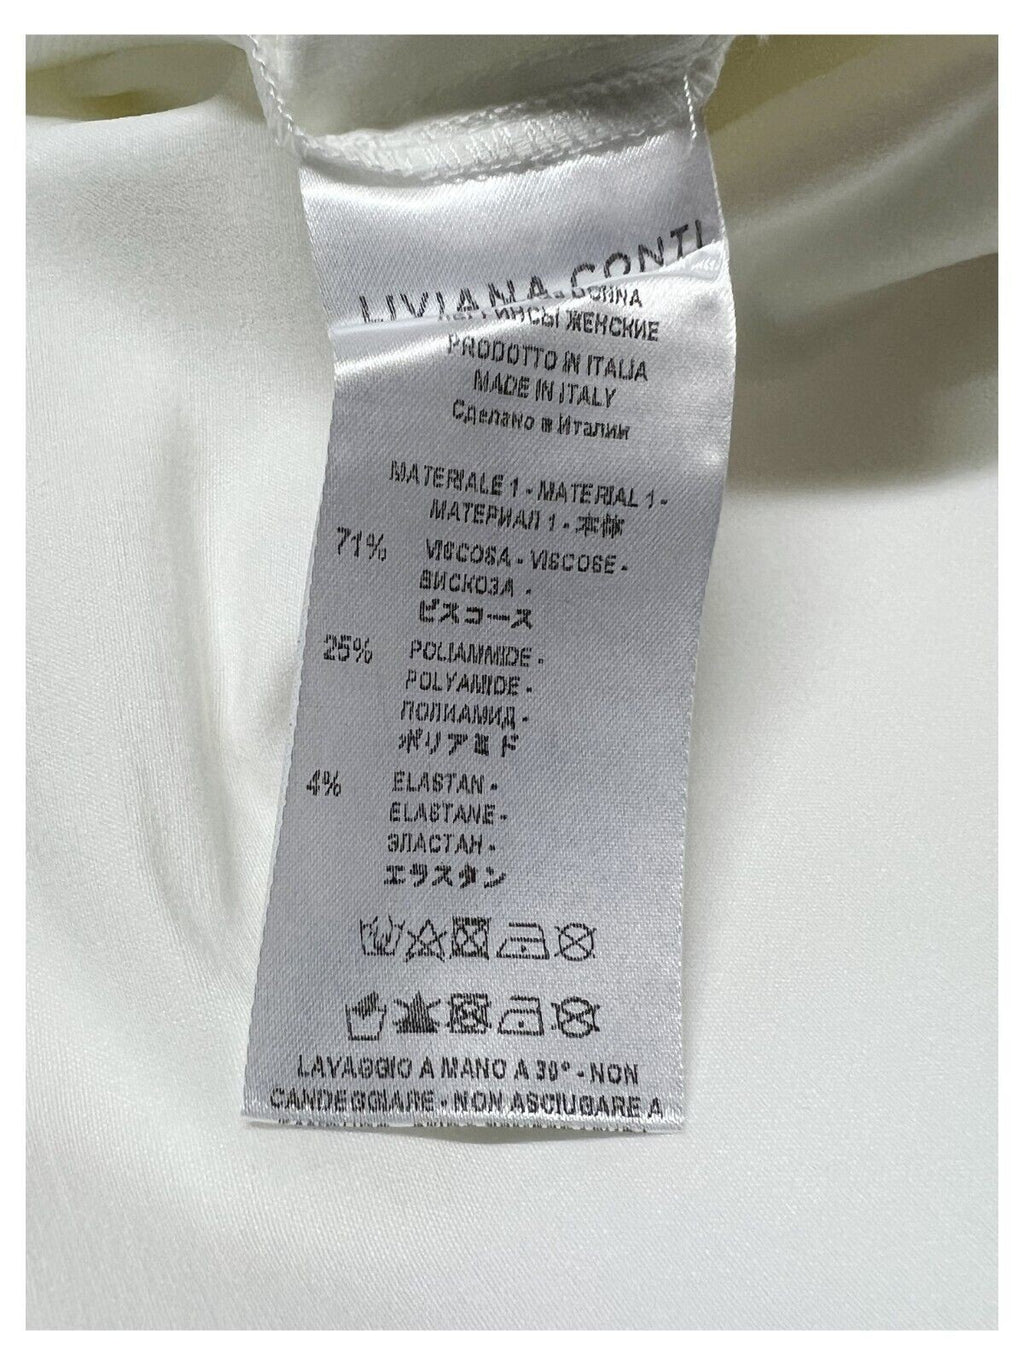 LIVIANA CONTI
DONNA
ЖЕНСКИЕ
PRODOTTO IN ITALIA
MADE IN ITALY
Сделано в Италии
MATERIALE 1 - MATERIAL 1 -
МАТЕРИАЛ 1 - 本体
71% VISCOSA - VISCOSE -
ВИСКОЗА -
ビスコース
25% POLIAMMIDE -
POLYAMIDE -
ПОЛИАМИД -
ポリアミド
4% ELASTAN -
ELASTANE -
ЭЛАСТАН -
エラスタン
LAVAGGIO A MANO A 30° - NON
CANDEGGIARE - NON ASCIUGARE A